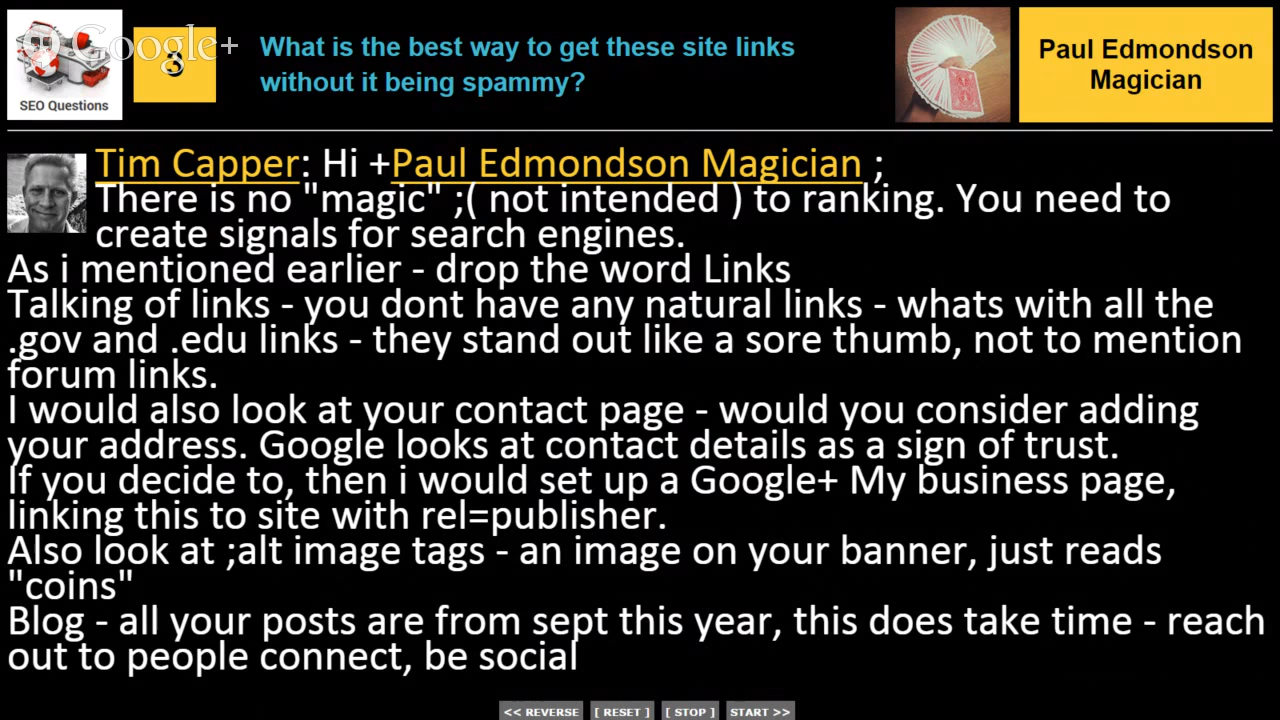 Google+
SEO Questions
3
What is the best way to get these site links
without it being spammy?
Paul Edmondson
Magician
Tim Capper: Hi +Paul Edmondson Magician ;
There is no "magic" ;( not intended ) to ranking. You need to
create signals for search engines.
As i mentioned earlier - drop the word Links
Talking of links - you dont have any natural links - whats with all the
.gov and .edu links - they stand out like a sore thumb, not to mention
forum links.
I would also look at your contact page - would you consider adding
your address. Google looks at contact details as a sign of trust.
If you decide to, then i would set up a Google+ My business page,
linking this to site with rel=publisher.
Also look at ;alt image tags - an image on your banner, just reads
"coins"
Blog - all your posts are from sept this year, this does take time - reach
out to people connect, be social
<< REVERSE [ RESET ] [ STOP ] START >>